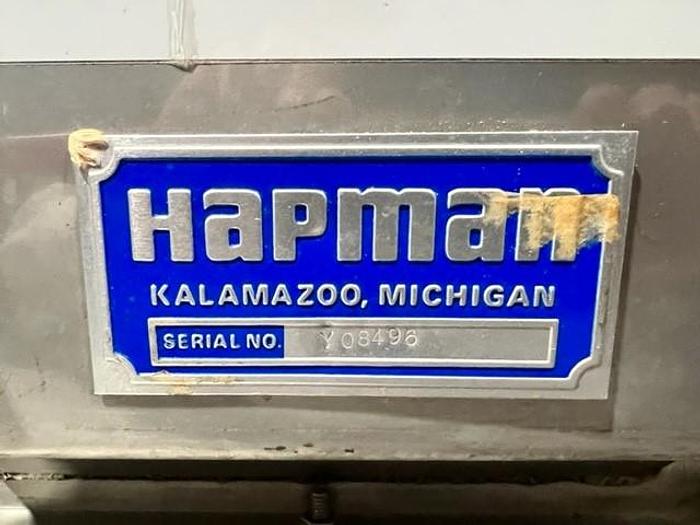 Hapman
KALAMAZOO, MICHIGAN
SERIAL NO. Y08496